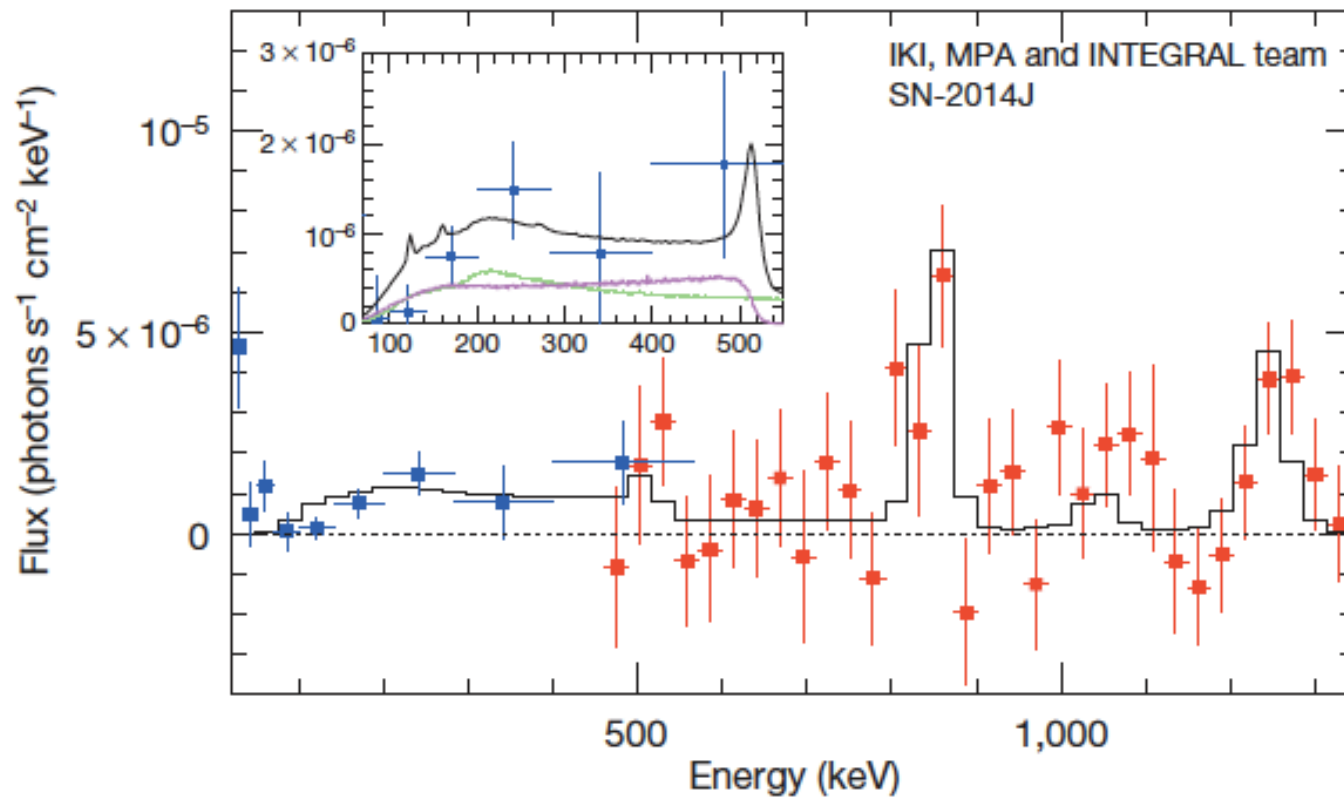 IKI, MPA and INTEGRAL team
SN-2014J
Flux (photons s⁻¹ cm⁻² keV⁻¹)
10⁻⁵
5 × 10⁻⁶
0
3 × 10⁻⁶
2 × 10⁻⁶
10⁻⁶
0
100 200 300 400 500
500 1,000
Energy (keV)